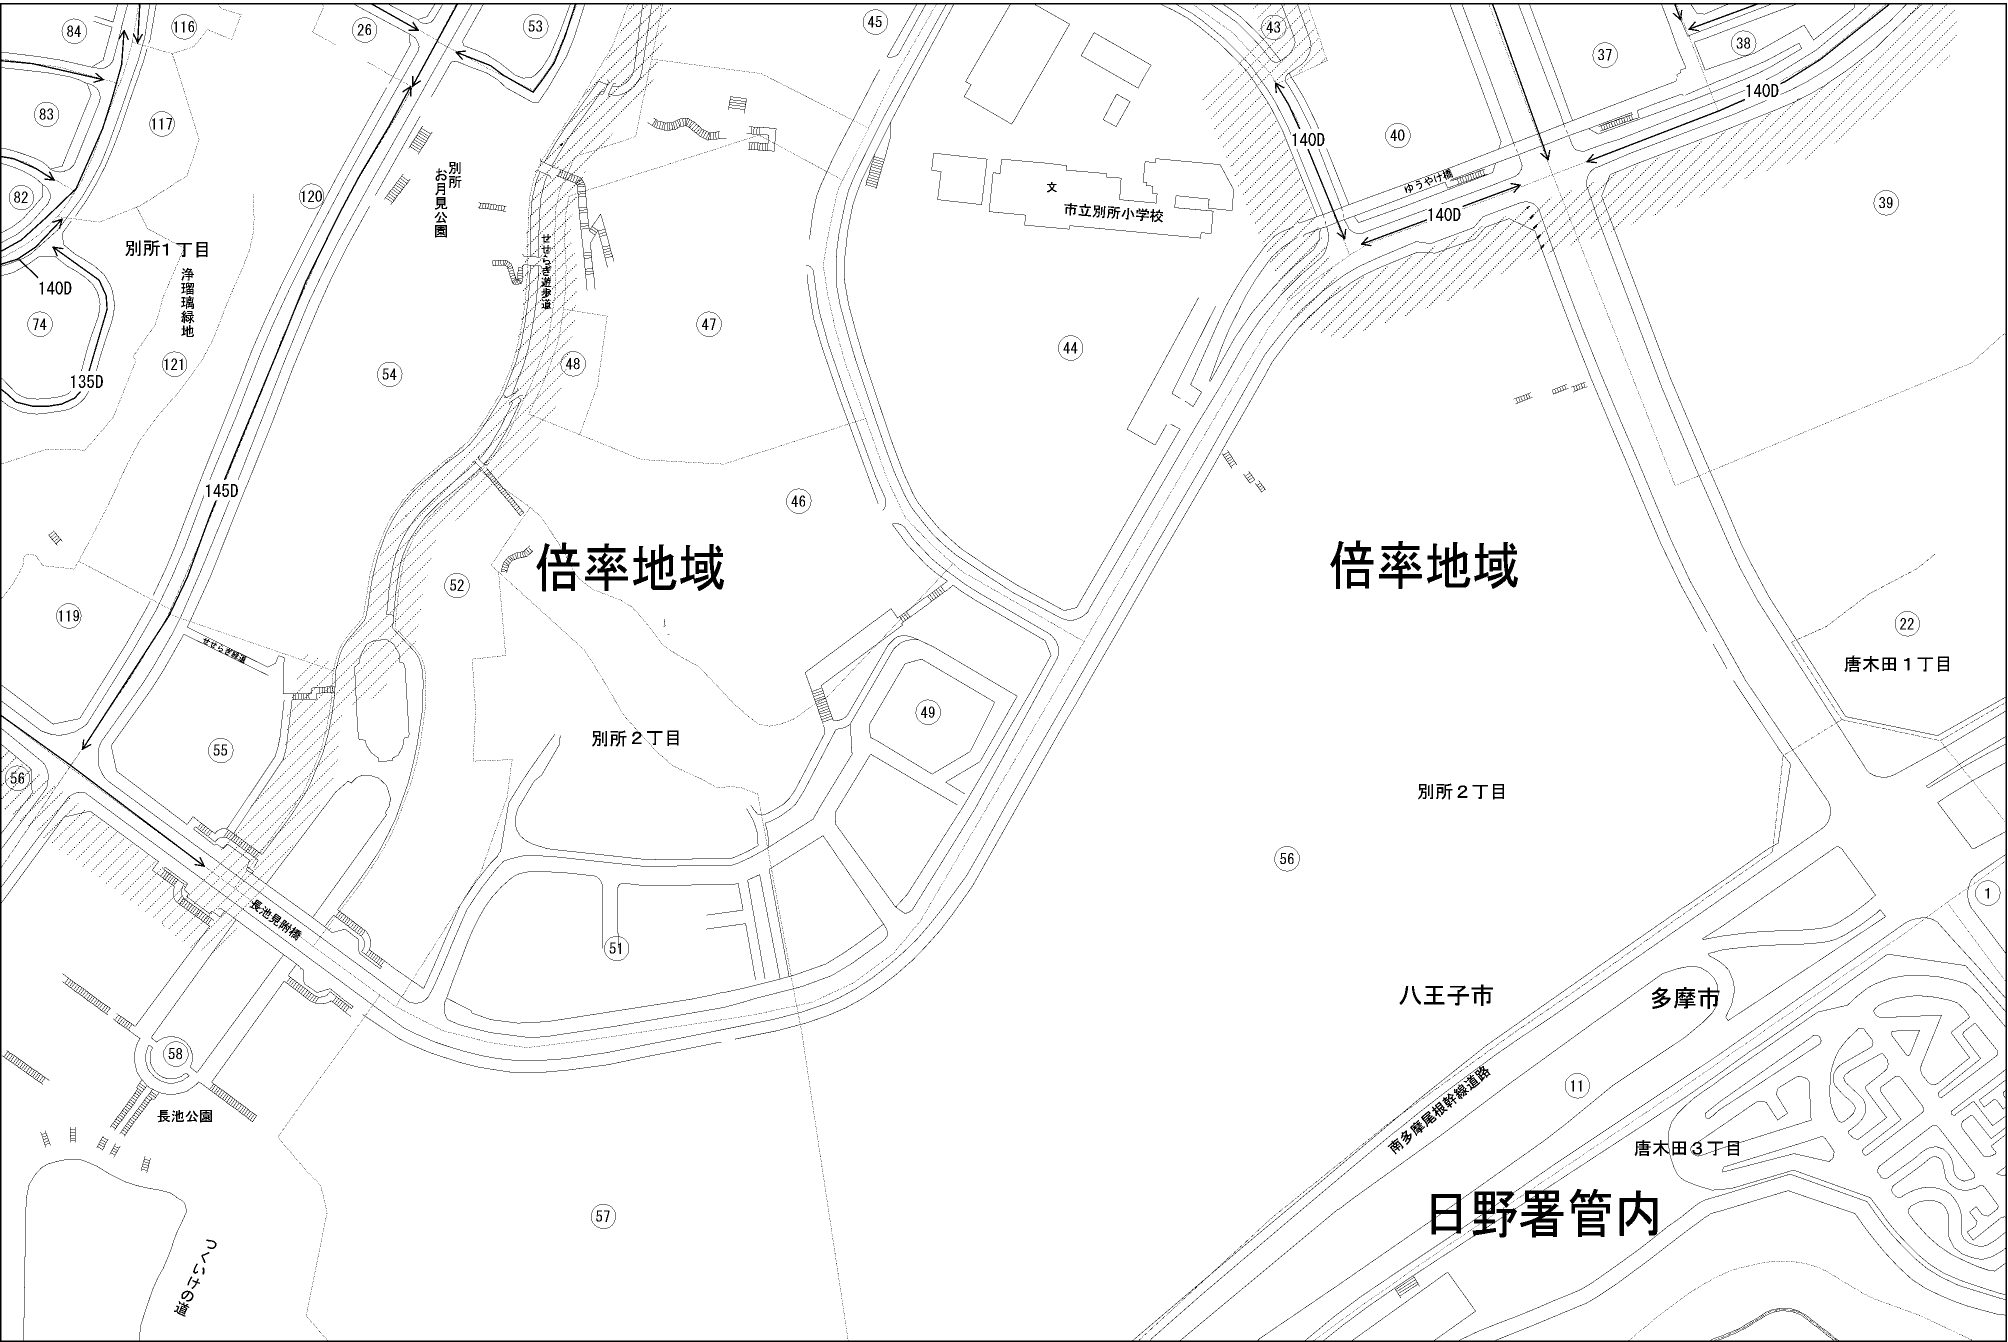 84
116
26
53
45
43
37
38
140D
83
117
140D
40
ゆうやけ橋
39
82
120
別所
お月見公園
文
市立別所小学校
140D
別所1丁目
浄瑠璃緑地
せせらぎ遊歩道
140D
74
47
44
48
121
54
135D
145D
46
倍率地域
倍率地域
52
119
22
唐木田1丁目
せせらぎ緑道
49
別所2丁目
55
56
別所2丁目
56
1
長池見附橋
51
八王子市
多摩市
58
11
長池公園
南多摩尾根幹線道路
唐木田3丁目
57
日野署管内
つくいけの道